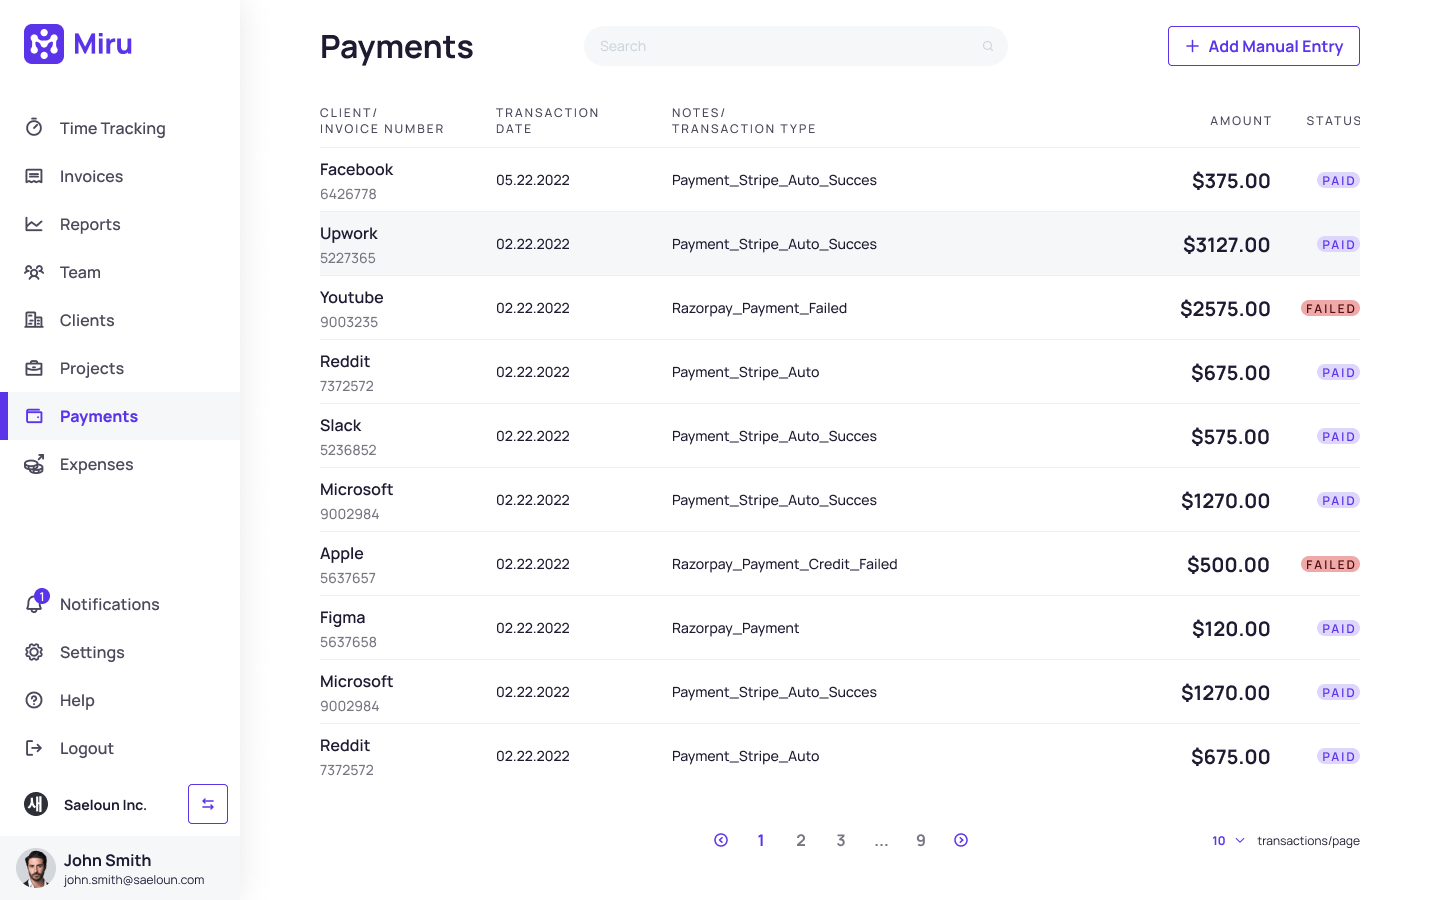 Miru
Time Tracking
Invoices
Reports
Team
Clients
Projects
Payments
Expenses
1
Notifications
Settings
Help
Logout
새
Saeloun Inc.
John Smith
john.smith@saeloun.com
Payments
Search
Add Manual Entry
CLIENT/
INVOICE NUMBER
TRANSACTION
DATE
NOTES/
TRANSACTION TYPE
AMOUNT
STATUS
Facebook
6426778
05.22.2022
Payment_Stripe_Auto_Succes
$375.00
PAID
Upwork
5227365
02.22.2022
Payment_Stripe_Auto_Succes
$3127.00
PAID
Youtube
9003235
02.22.2022
Razorpay_Payment_Failed
$2575.00
FAILED
Reddit
7372572
02.22.2022
Payment_Stripe_Auto
$675.00
PAID
Slack
5236852
02.22.2022
Payment_Stripe_Auto_Succes
$575.00
PAID
Microsoft
9002984
02.22.2022
Payment_Stripe_Auto_Succes
$1270.00
PAID
Apple
5637657
02.22.2022
Razorpay_Payment_Credit_Failed
$500.00
FAILED
Figma
5637658
02.22.2022
Razorpay_Payment
$120.00
PAID
Microsoft
9002984
02.22.2022
Payment_Stripe_Auto_Succes
$1270.00
PAID
Reddit
7372572
02.22.2022
Payment_Stripe_Auto
$675.00
PAID
1 2 3 ... 9
10 transactions/page